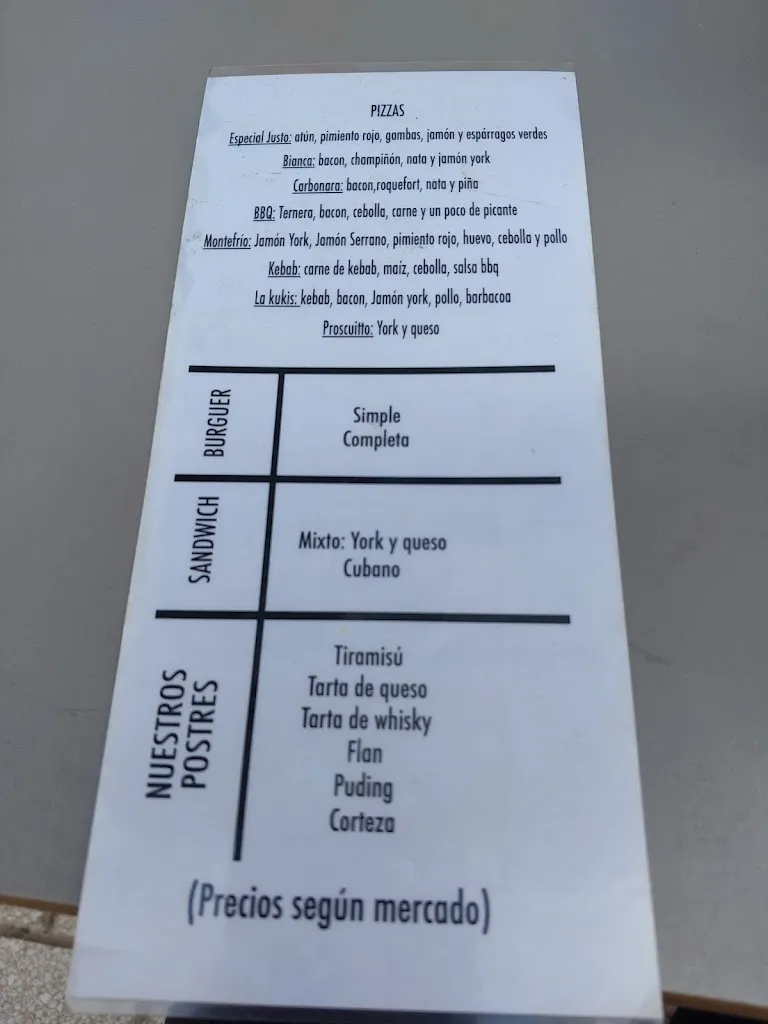 PIZZAS
Especial Justo: atún, pimiento rojo, gambas, jamón y espárragos verdes
Bianca: bacon, champiñón, nata y jamón york
Carbonara: bacon,roquefort, nata y piña
BBQ: Ternera, bacon, cebolla, carne y un poco de picante
Montefrío: Jamón York, Jamón Serrano, pimiento rojo, huevo, cebolla y pollo
Kebab: carne de kebab, maíz, cebolla, salsa bbq
La kukis: kebab, bacon, Jamón york, pollo, barbacoa
Proscuitto: York y queso
BURGUER
Simple
Completa
SANDWICH
Mixto: York y queso
Cubano
NUESTROS
POSTRES
Tiramisú
Tarta de queso
Tarta de whisky
Flan
Puding
Corteza
(Precios según mercado)